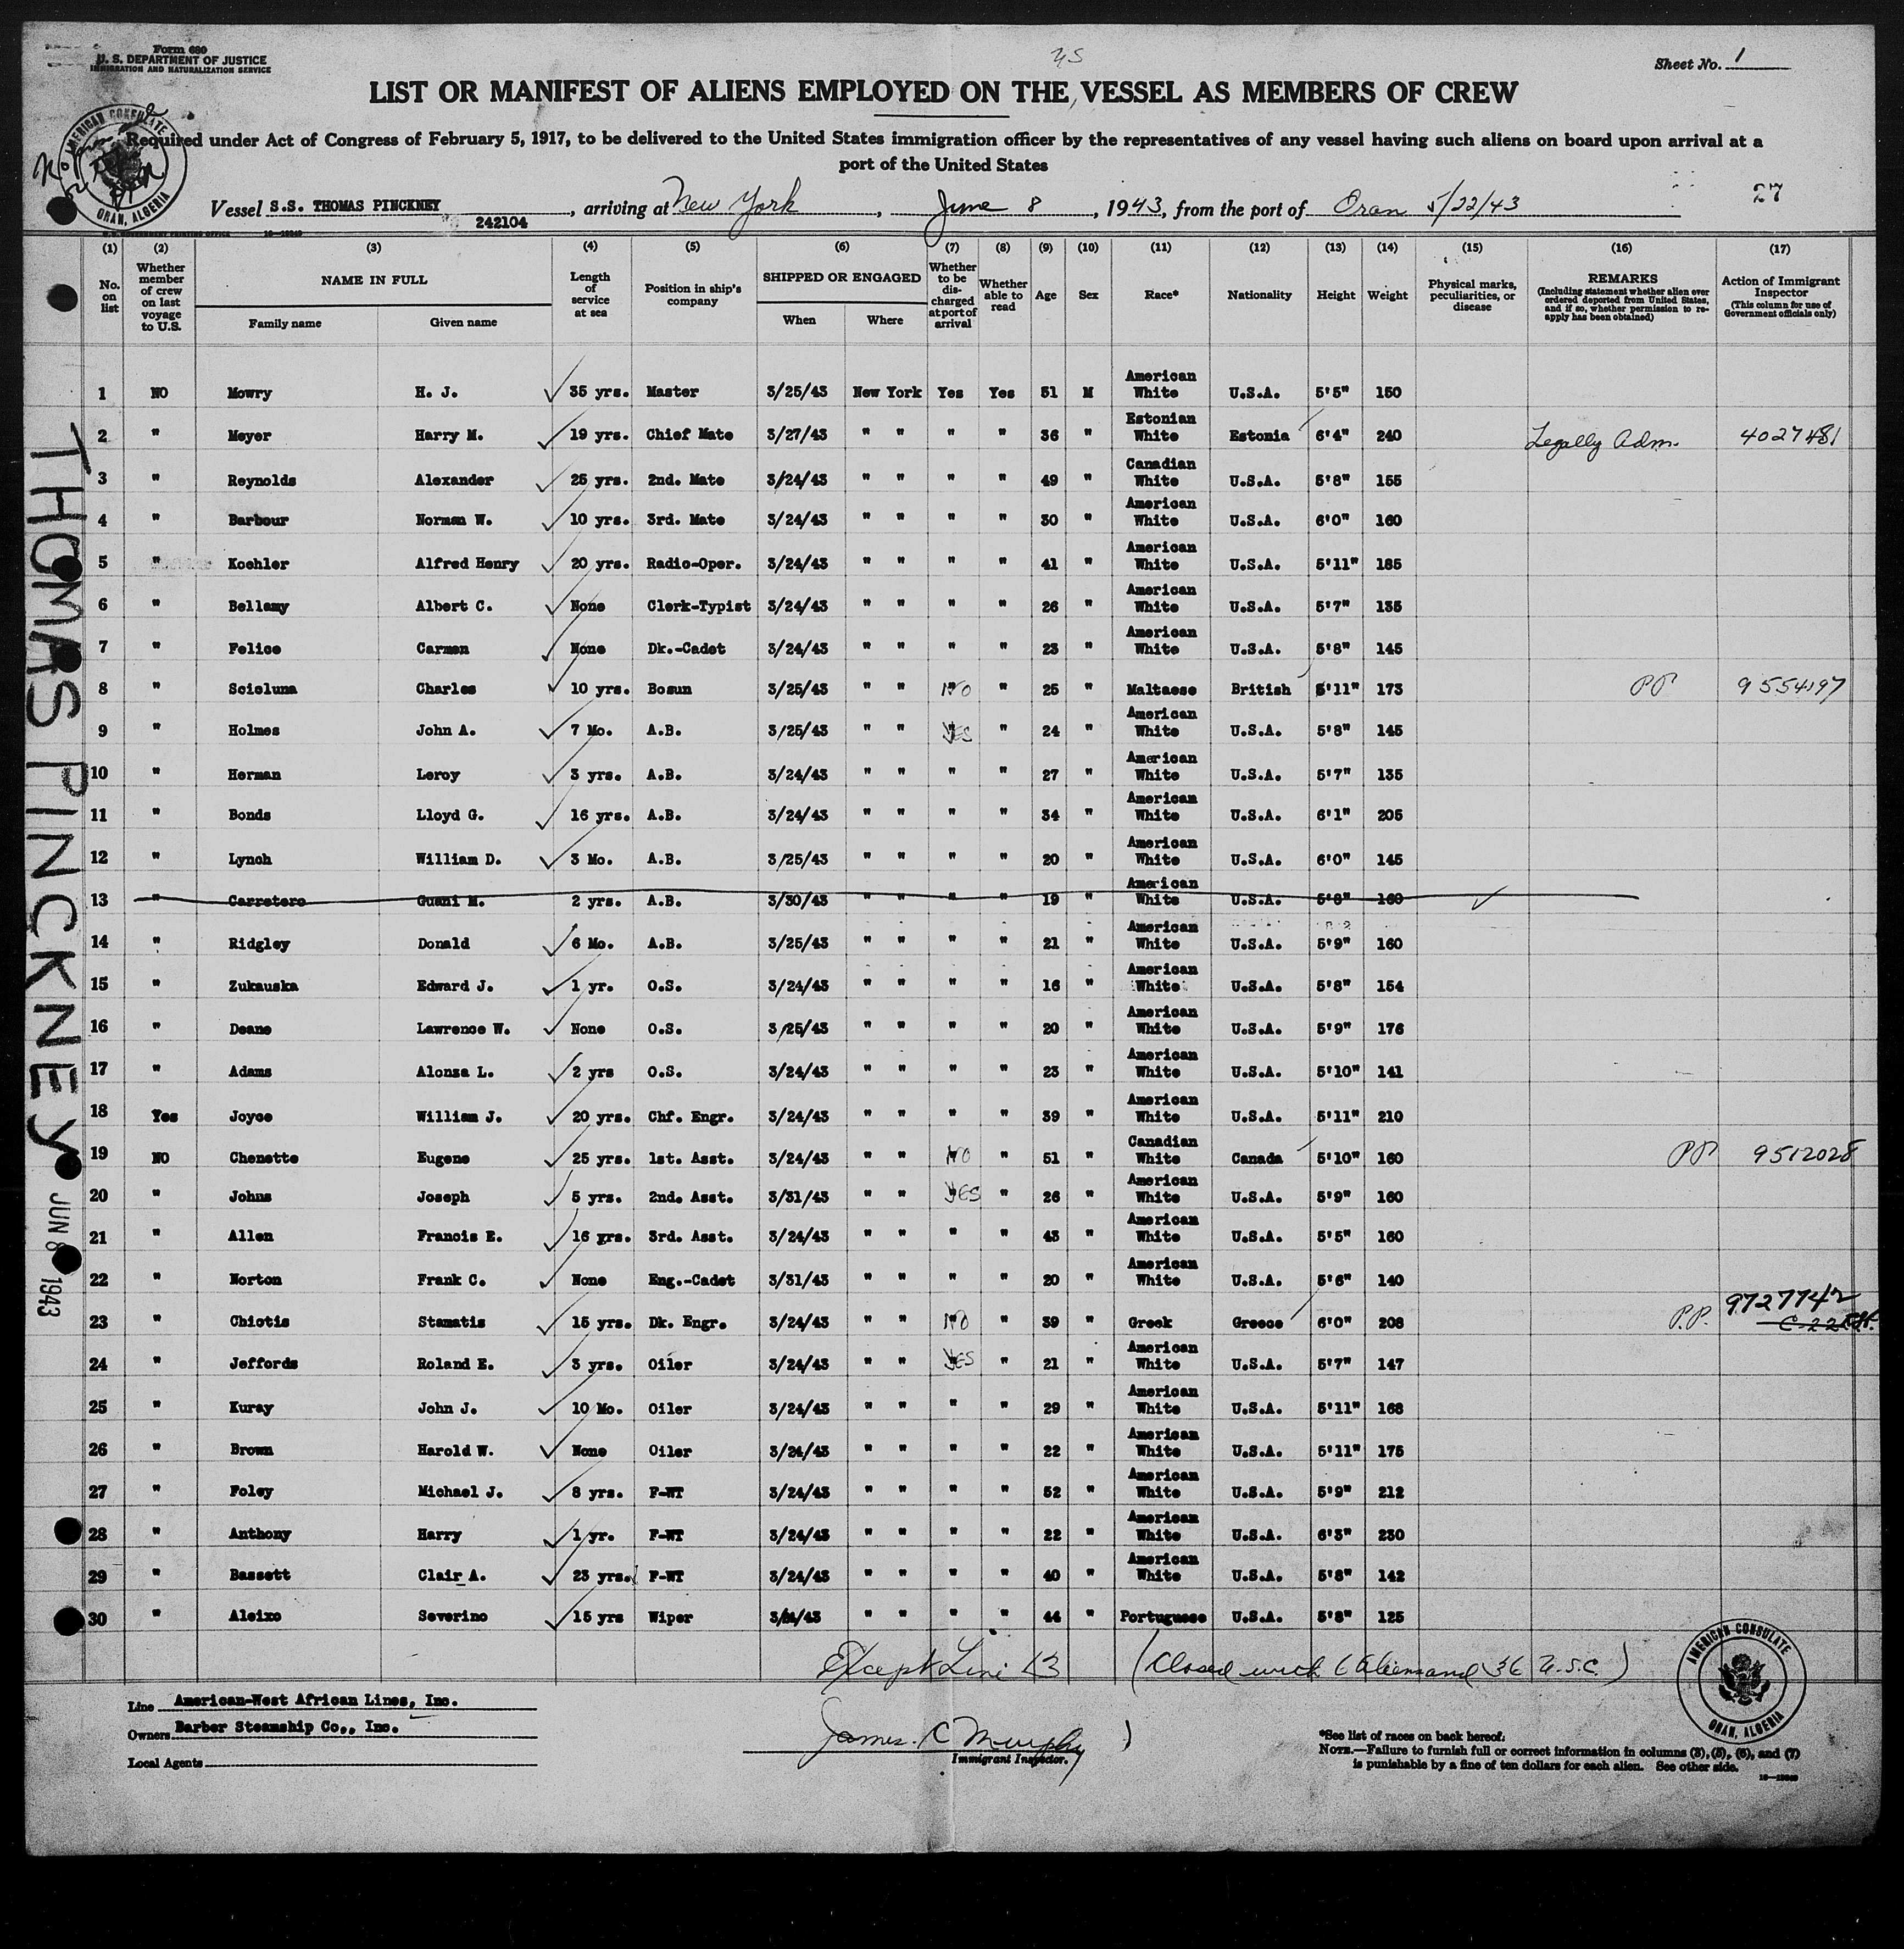 Form 680
U. S. DEPARTMENT OF JUSTICE
IMMIGRATION AND NATURALIZATION SERVICE
Sheet No. 1
LIST OR MANIFEST OF ALIENS EMPLOYED ON THE VESSEL AS MEMBERS OF CREW
Required under Act of Congress of February 5, 1917, to be delivered to the United States immigration officer by the representatives of any vessel having such aliens on board upon arrival at a
port of the United States
AMERICAN CONSULATE ORAN, ALGERIA
27
Vessel S.S. THOMAS PINCKNEY, arriving at New York, June 8, 1943, from the port of Oran 5/22/43
242104
(1) (2) (3) (4) (5) (6) (7) (8) (9) (10) (11) (12) (13) (14) (15) (16) (17)
No. on list
Whether member of crew on last voyage to U.S.
NAME IN FULL
Family name
Given name
Length of service at sea
Position in ship's company
SHIPPED OR ENGAGED
When
Where
Whether to be discharged at port of arrival
Whether able to read
Age
Sex
Race*
Nationality
Height
Weight
Physical marks, peculiarities, or disease
REMARKS
(Including statement whether alien ever ordered deported from United States, and if so, whether permission to re-apply has been obtained)
Action of Immigrant Inspector
(This column for use of Government officials only)
1 NO Mowry H. J. 35 yrs. Master 3/25/43 New York Yes Yes 51 M American White U.S.A. 5'5" 150
2 " Meyer Harry M. 19 yrs. Chief Mate 3/27/43 " " " " 36 " Estonian White Estonia 6'4" 240 Legally Adm. 4027481
3 " Reynolds Alexander 25 yrs. 2nd. Mate 3/24/43 " " " " 49 " Canadian White U.S.A. 5'8" 155
4 " Barbour Norman W. 10 yrs. 3rd. Mate 3/24/43 " " " " 30 " American White U.S.A. 6'0" 160
5 " Koehler Alfred Henry 20 yrs. Radio-Oper. 3/24/43 " " " " 41 " American White U.S.A. 5'11" 185
6 " Bellamy Albert C. None Clerk-Typist 3/24/43 " " " " 26 " American White U.S.A. 5'7" 135
7 " Felice Carmen None Dk.-Cadet 3/24/43 " " " " 23 " American White U.S.A. 5'8" 145
8 " Scicluna Charles 10 yrs. Bosun 3/25/43 " " NO " 25 " Maltaese British 5'11" 173 PP 9554197
9 " Holmes John A. 7 Mo. A.B. 3/25/43 " " YES " 24 " American White U.S.A. 5'8" 145
10 " Herman Leroy 3 yrs. A.B. 3/24/43 " " " " 27 " American White U.S.A. 5'7" 135
11 " Bonds Lloyd G. 16 yrs. A.B. 3/24/43 " " " " 34 " American White U.S.A. 6'1" 205
12 " Lynch William D. 3 Mo. A.B. 3/25/43 " " " " 20 " American White U.S.A. 6'0" 145
13 " Carretero Guani M. 2 yrs. A.B. 3/30/43 " " " " 19 " American White U.S.A. 5'8" 160
14 " Ridgley Donald 6 Mo. A.B. 3/25/43 " " " " 21 " American White U.S.A. 5'9" 160
15 " Zukauska Edward J. 1 yr. O.S. 3/24/43 " " " " 16 " American White U.S.A. 5'8" 154
16 " Deane Lawrence W. None O.S. 3/25/43 " " " " 20 " American White U.S.A. 5'9" 176
17 " Adams Alonza L. 2 yrs O.S. 3/24/43 " " " " 23 " American White U.S.A. 5'10" 141
18 Yes Joyce William J. 20 yrs. Chf. Engr. 3/24/43 " " " " 39 " American White U.S.A. 5'11" 210
19 NO Chenette Eugene 25 yrs. 1st. Asst. 3/24/43 " " NO " 51 " Canadian White Canada 5'10" 160 PP 9512028
20 " Johns Joseph 5 yrs. 2nd. Asst. 3/31/43 " " YES " 26 " American White U.S.A. 5'9" 160
21 " Allen Francis E. 16 yrs. 3rd. Asst. 3/24/43 " " " " 43 " American White U.S.A. 5'5" 160
22 " Norton Frank C. None Eng.-Cadet 3/31/43 " " " " 20 " American White U.S.A. 5'6" 140
23 " Chiotis Stamatis 15 yrs. Dk. Engr. 3/24/43 " " NO " 39 " Greek Greece 6'0" 208 P.P. 9727742
24 " Jeffords Roland E. 3 yrs. Oiler 3/24/43 " " YES " 21 " American White U.S.A. 5'7" 147
25 " Kuray John J. 10 Mo. Oiler 3/24/43 " " " " 29 " American White U.S.A. 5'11" 168
26 " Brown Harold W. None Oiler 3/24/43 " " " " 22 " American White U.S.A. 5'11" 175
27 " Foley Michael J. 8 yrs. F-WT 3/24/43 " " " " 52 " American White U.S.A. 5'9" 212
28 " Anthony Harry 1 yr. F-WT 3/24/43 " " " " 22 " American White U.S.A. 6'3" 230
29 " Bassett Clair A. 23 yrs. F-WT 3/24/43 " " " " 40 " American White U.S.A. 5'8" 142
30 " Aleixo Severino 15 yrs Wiper 3/24/43 " " " " 44 " Portuguese U.S.A. 5'8" 125
THOMAS PINCKNEY
JUN 8 1943
Except Line 13 (Closed with 6 Aliens and 36 U.S.C.)
Line American-West African Lines, Inc.
Owners Barber Steamship Co., Inc.
Local Agents
James C Murphy
Immigrant Inspector.
AMERICAN CONSULATE ORAN, ALGERIA
*See list of races on back hereof.
NOTE.—Failure to furnish full or correct information in columns (3), (5), (6), and (7)
is punishable by a fine of ten dollars for each alien. See other side.